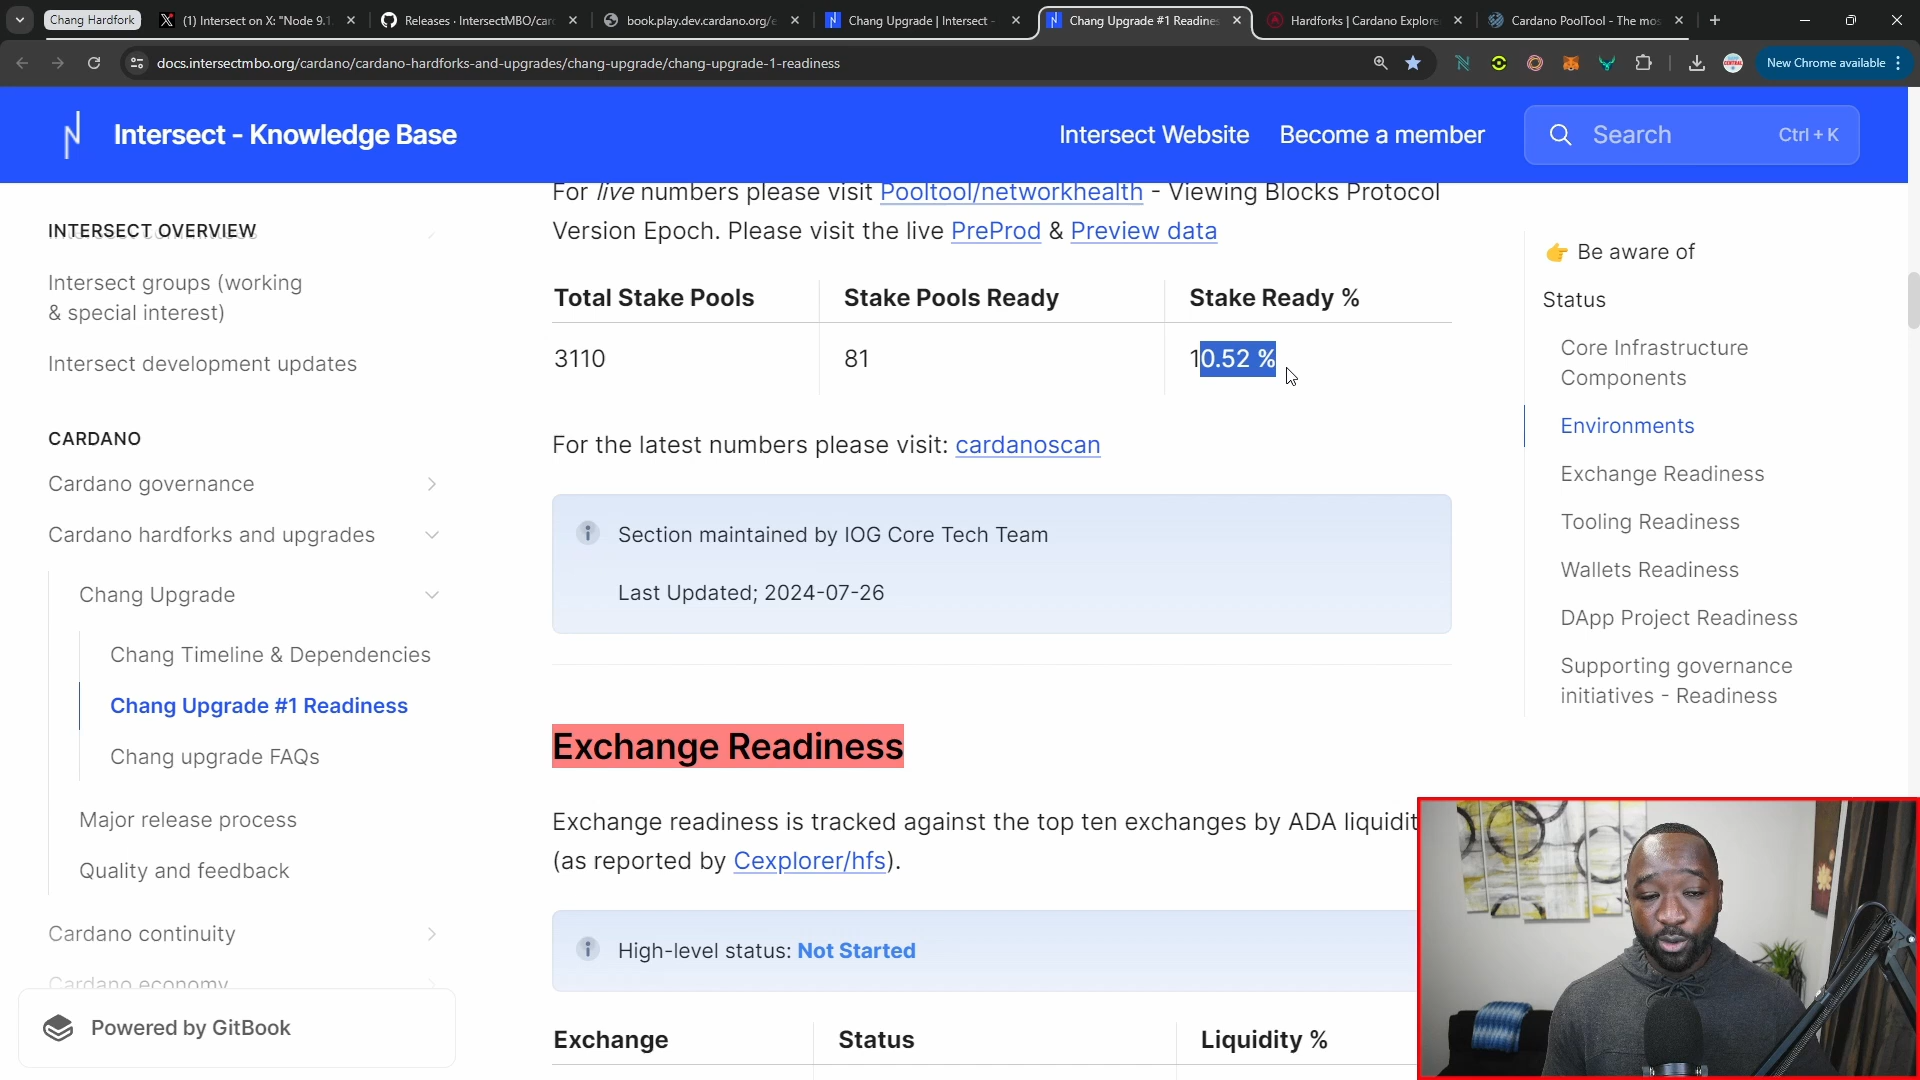 Chang Hardfork
(1) Intersect on X: "Node 9.1.
Releases · IntersectMBO/car
book.play.dev.cardano.org/e
Chang Upgrade | Intersect -
Chang Upgrade #1 Readines
Hardforks | Cardano Explore
Cardano PoolTool - The mos
docs.intersectmbo.org/cardano/cardano-hardforks-and-upgrades/chang-upgrade/chang-upgrade-1-readiness
New Chrome available
Intersect - Knowledge Base
Intersect Website
Become a member
Search
Ctrl + K
INTERSECT OVERVIEW
Intersect groups (working
& special interest)
Intersect development updates
CARDANO
Cardano governance
Cardano hardforks and upgrades
Chang Upgrade
Chang Timeline & Dependencies
Chang Upgrade #1 Readiness
Chang upgrade FAQs
Major release process
Quality and feedback
Cardano continuity
Cardano economy
Powered by GitBook
For live numbers please visit Pooltool/networkhealth - Viewing Blocks Protocol
Version Epoch. Please visit the live PreProd & Preview data
Total Stake Pools
Stake Pools Ready
Stake Ready %
3110
81
10.52 %
For the latest numbers please visit: cardanoscan
Section maintained by IOG Core Tech Team
Last Updated; 2024-07-26
Exchange Readiness
Exchange readiness is tracked against the top ten exchanges by ADA liquidit
(as reported by Cexplorer/hfs).
High-level status: Not Started
Exchange
Status
Liquidity %
👉 Be aware of
Status
Core Infrastructure
Components
Environments
Exchange Readiness
Tooling Readiness
Wallets Readiness
DApp Project Readiness
Supporting governance
initiatives - Readiness